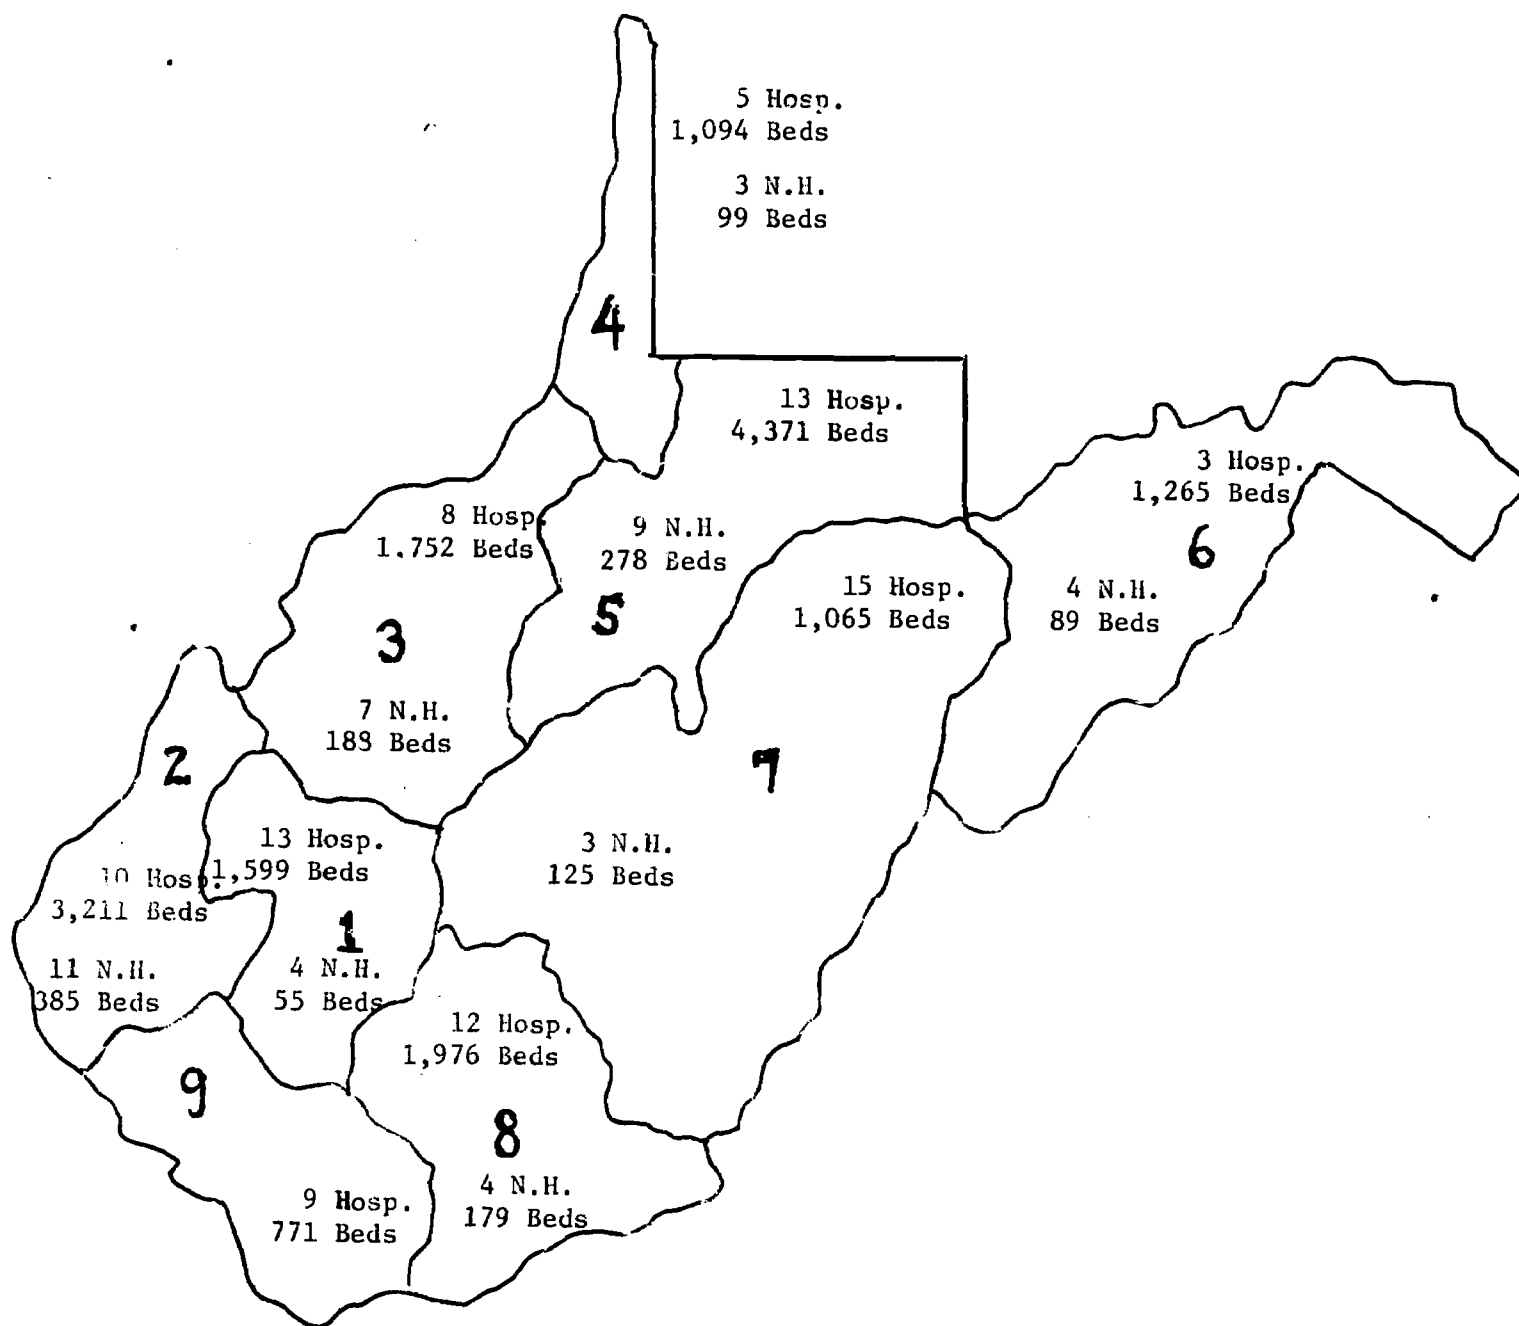 5 Hosp.
1,094 Beds
3 N.H.
99 Beds
4
13 Hosp.
4,371 Beds
3 Hosp.
1,265 Beds
6
8 Hosp.
1.752 Beds
9 N.H.
278 Beds
15 Hosp.
1,065 Beds
4 N.H.
89 Beds
5
3
7 N.H.
188 Beds
2
7
13 Hosp.
1,599 Beds
3 N.H.
125 Beds
10 Hosp.
3,211 Beds
1
11 N.H.
385 Beds
4 N.H.
55 Beds
12 Hosp.
1,976 Beds
9
8
9 Hosp.
771 Beds
4 N.H.
179 Beds